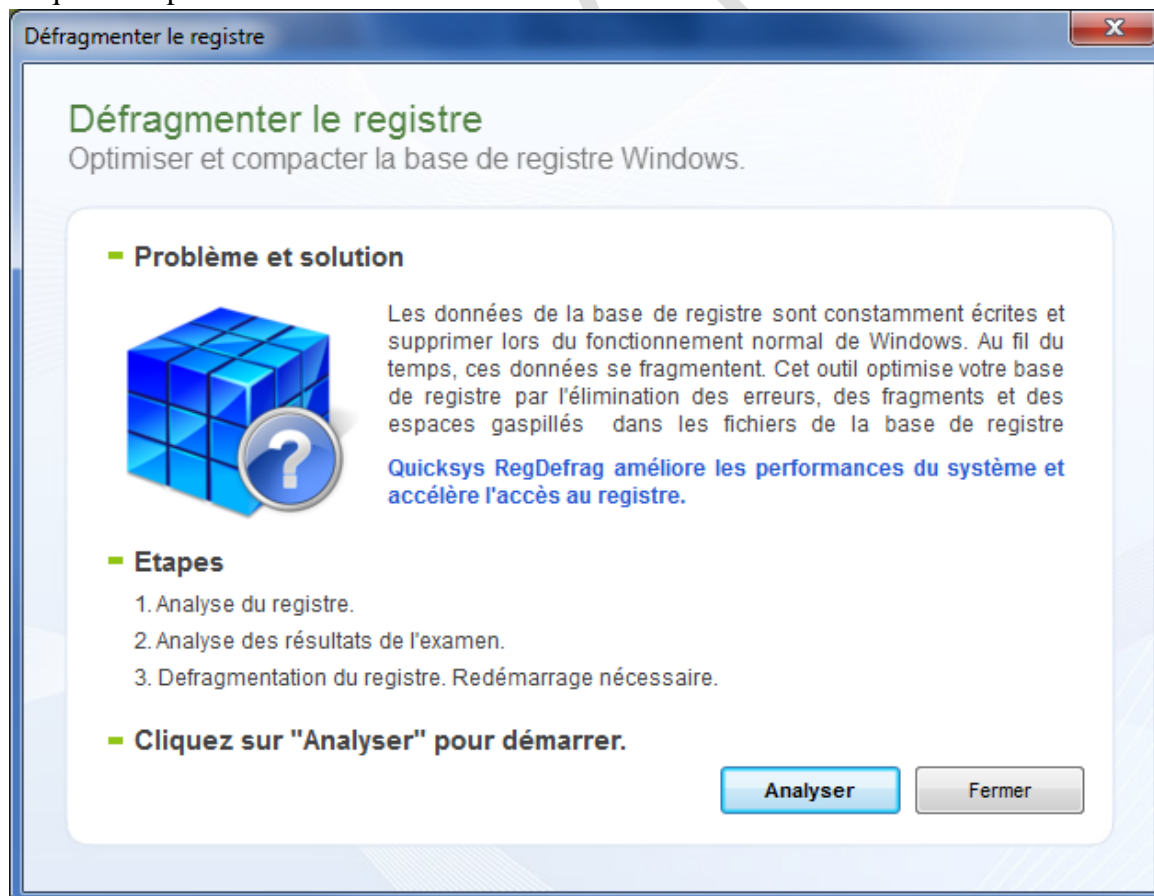 Défragmenter le registre
Défragmenter le registre
Optimiser et compacter la base de registre Windows.
Problème et solution
Les données de la base de registre sont constamment écrites et
supprimer lors du fonctionnement normal de Windows. Au fil du
temps, ces données se fragmentent. Cet outil optimise votre base
de registre par l'élimination des erreurs, des fragments et des
espaces gaspillés dans les fichiers de la base de registre
Quicksys RegDefrag améliore les performances du système et
accélère l'accès au registre.
Etapes
1. Analyse du registre.
2. Analyse des résultats de l'examen.
3. Defragmentation du registre. Redémarrage nécessaire.
Cliquez sur "Analyser" pour démarrer.
Analyser Fermer